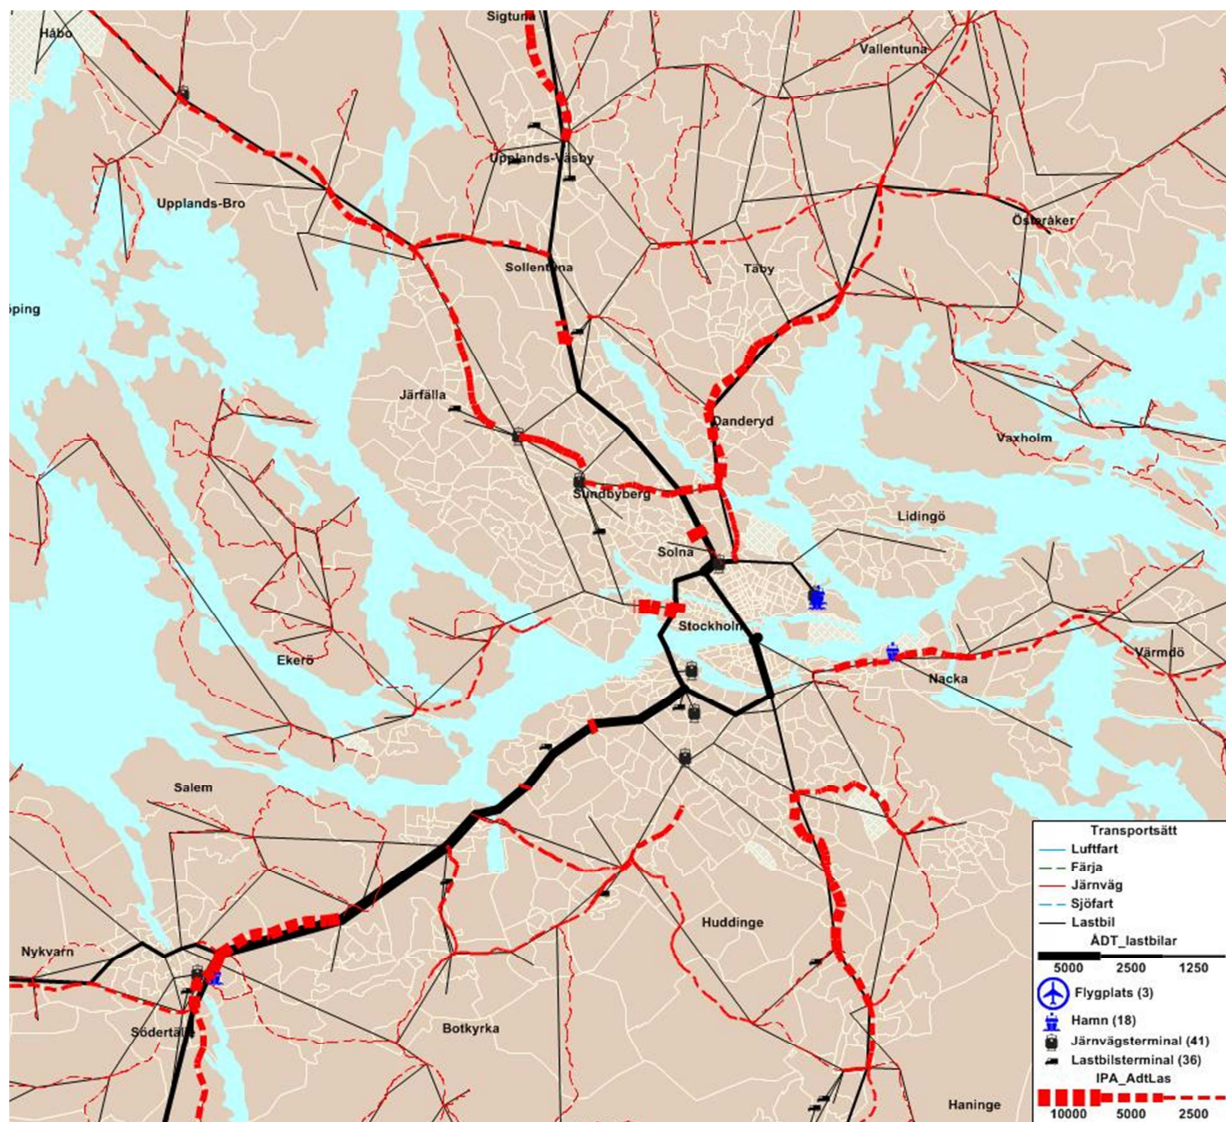 Sigtuna
Håbo
Vallentuna
Upplands-Väsby
Upplands-Bro
Österåker
Sollentuna
Täby
öping
Järfälla
Danderyd
Vaxholm
Sundbyberg
Lidingö
Solna
Stockholm
Ekerö
Värmdö
Nacka
Salem
Huddinge
Nykvarn
Södertälje
Botkyrka
Haninge
Transportsätt
Luftfart
Färja
Järnväg
Sjöfart
Lastbil
ÅDT_lastbilar
5000 2500 1250
Flygplats (3)
Hamn (18)
Järnvägsterminal (41)
Lastbilsterminal (36)
IPA_AdtLas
10000 5000 2500